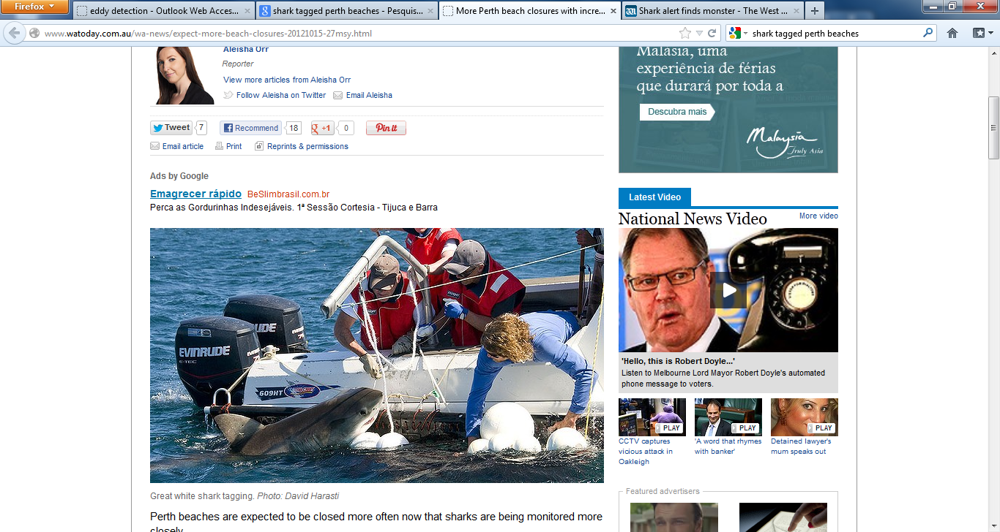 Firefox
eddy detection - Outlook Web Acces...
shark tagged perth beaches - Pesquis...
More Perth beach closures with incre...
Shark alert finds monster - The West ...
www.watoday.com.au/wa-news/expect-more-beach-closures-20121015-27msy.html
shark tagged perth beaches
Aleisha Orr
Reporter
View more articles from Aleisha Orr
Follow Aleisha on Twitter
Email Aleisha
Tweet
7
Recommend
18
+1
0
Pin it
Email article
Print
Reprints & permissions
Ads by Google
Emagrecer rápido BeSlimbrasil.com.br
Perca as Gordurinhas Indesejáveis. 1ª Sessão Cortesia - Tijuca e Barra
EVINRUDE
E-TEC
609HT
Great white shark tagging. Photo: David Harasti
Perth beaches are expected to be closed more often now that sharks are being monitored more
closely
Malásia, uma
experiência de férias
que durará por toda a
Descubra mais
Malaysia
Truly Asia
Latest Video
National News Video
More video
'Hello, this is Robert Doyle...'
Listen to Melbourne Lord Mayor Robert Doyle's automated
phone message to voters.
PLAY
CCTV captures
vicious attack in
Oakleigh
PLAY
'A word that rhymes
with banker'
PLAY
Detained lawyer's
mum speaks out
Featured advertisers